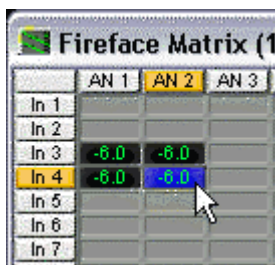 Fireface Matrix (1
AN 1 AN 2 AN 3
In 1
In 2
In 3 -6.0 -6.0
In 4 -6.0 -6.0
In 5
In 6
In 7